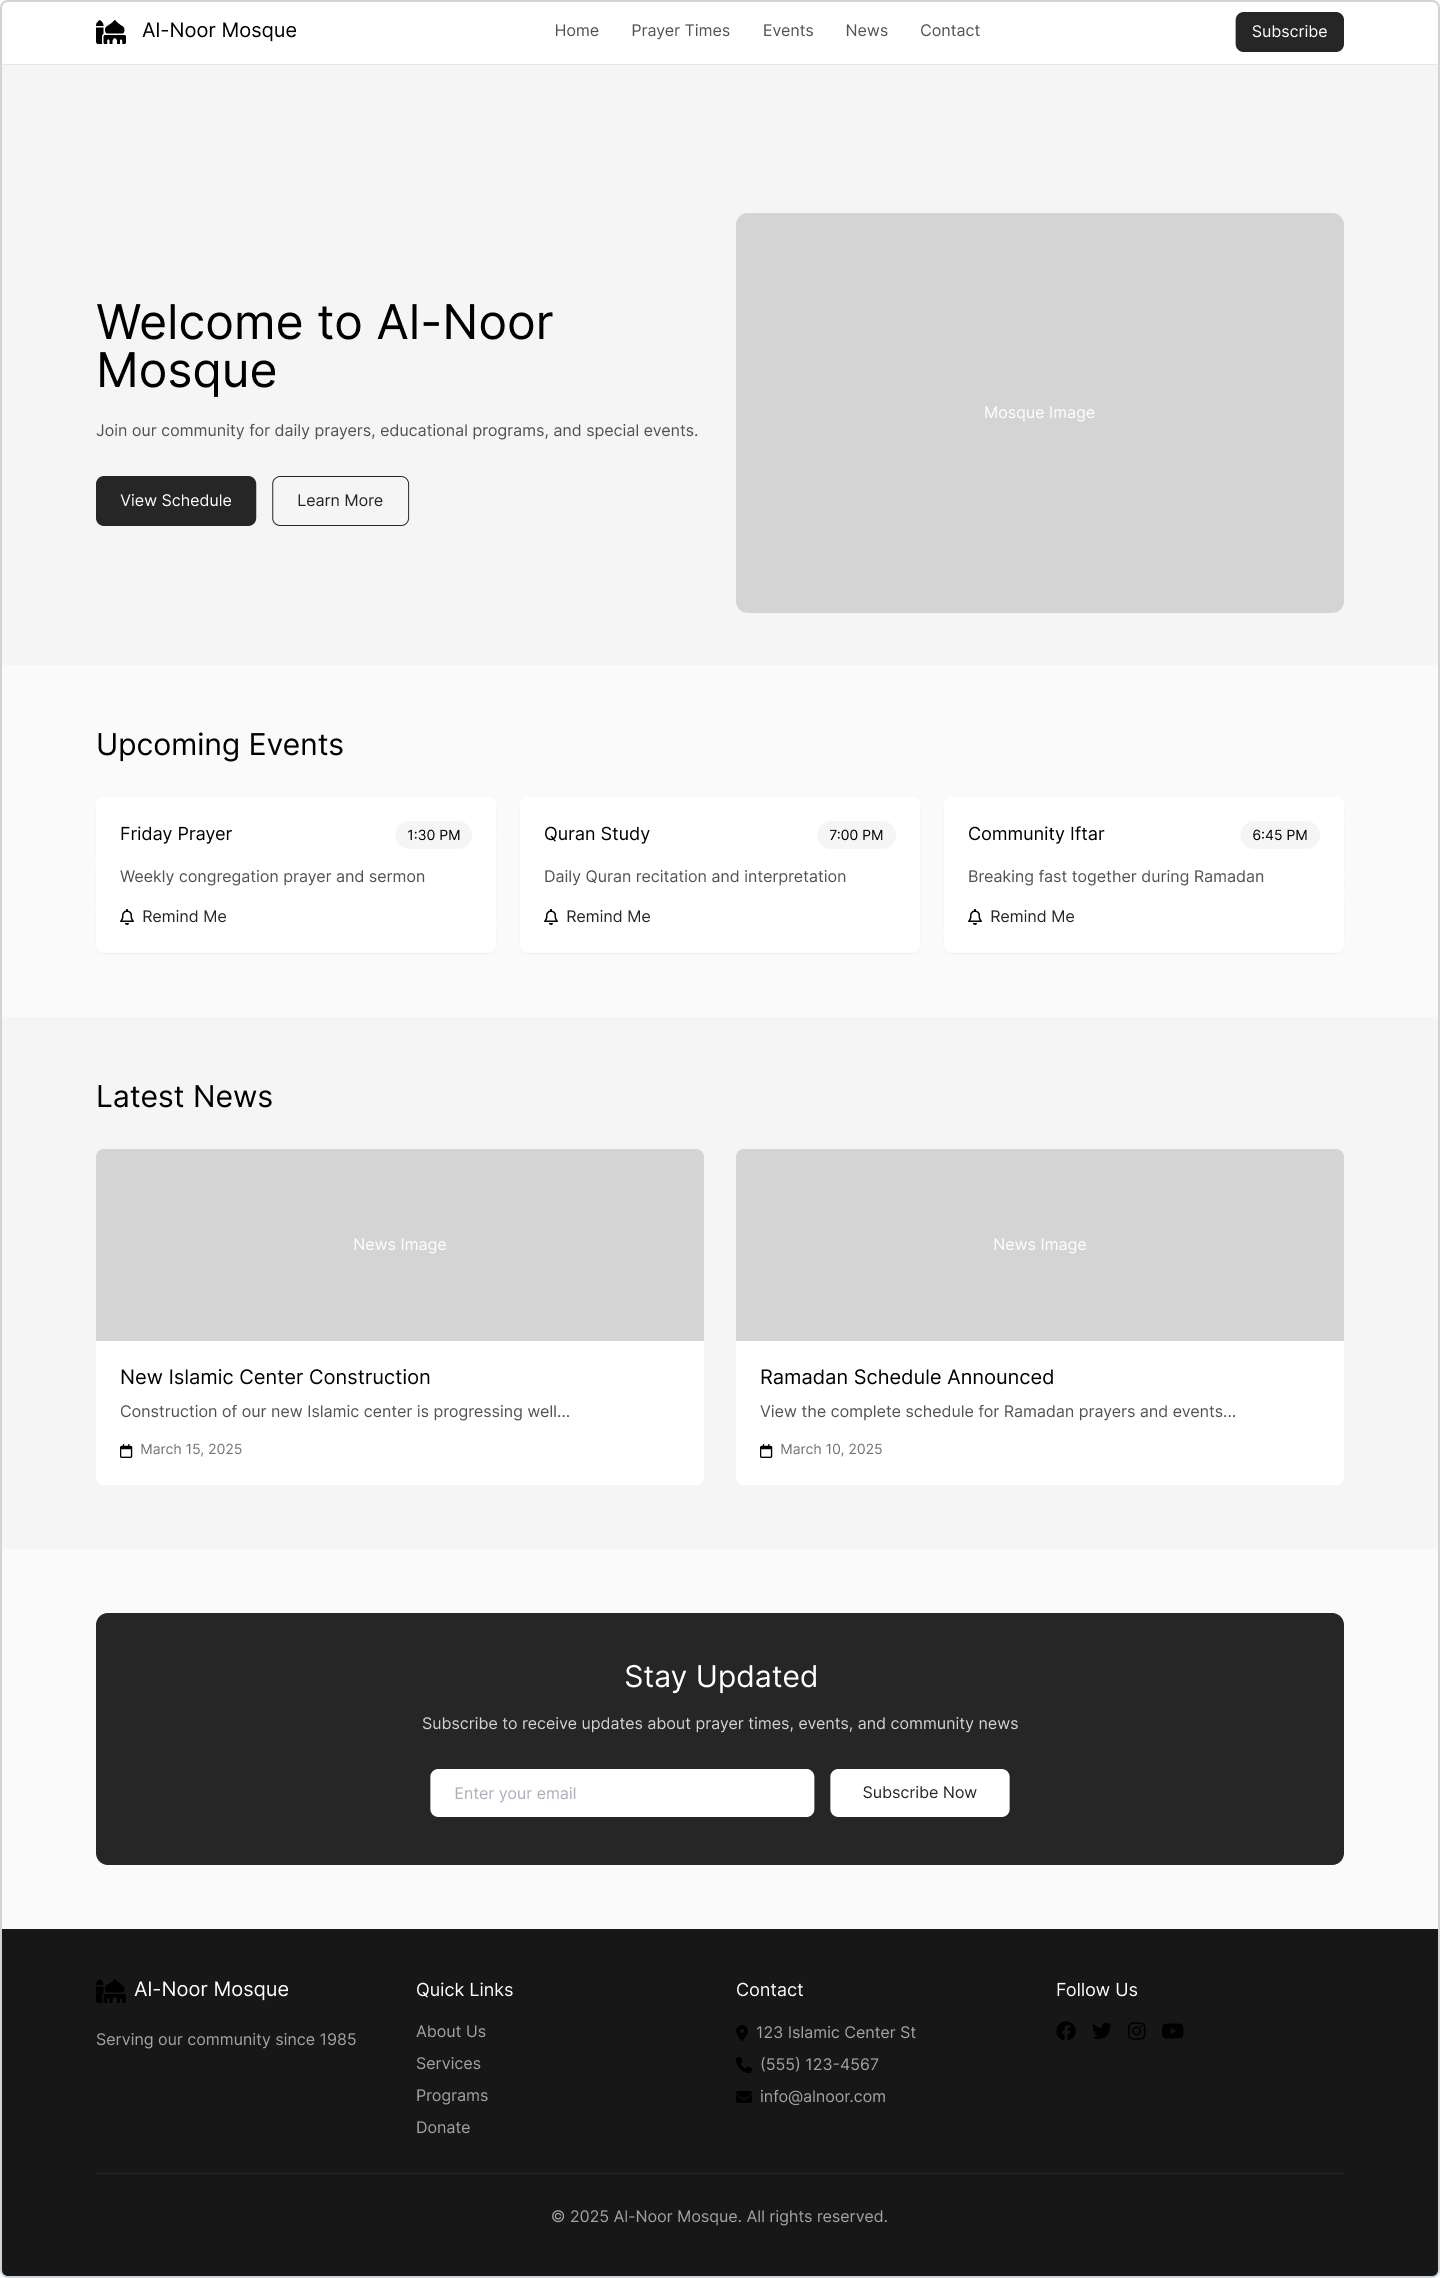 Al-Noor Mosque
Home
Prayer Times
Events
News
Contact
Subscribe
Welcome to Al-Noor
Mosque
Join our community for daily prayers, educational programs, and special events.
View Schedule
Learn More
Mosque Image
Upcoming Events
Friday Prayer
1:30 PM
Weekly congregation prayer and sermon
Remind Me
Quran Study
7:00 PM
Daily Quran recitation and interpretation
Remind Me
Community Iftar
6:45 PM
Breaking fast together during Ramadan
Remind Me
Latest News
News Image
New Islamic Center Construction
Construction of our new Islamic center is progressing well...
March 15, 2025
News Image
Ramadan Schedule Announced
View the complete schedule for Ramadan prayers and events...
March 10, 2025
Stay Updated
Subscribe to receive updates about prayer times, events, and community news
Enter your email
Subscribe Now
Al-Noor Mosque
Serving our community since 1985
Quick Links
About Us
Services
Programs
Donate
Contact
123 Islamic Center St
(555) 123-4567
info@alnoor.com
Follow Us
© 2025 Al-Noor Mosque. All rights reserved.